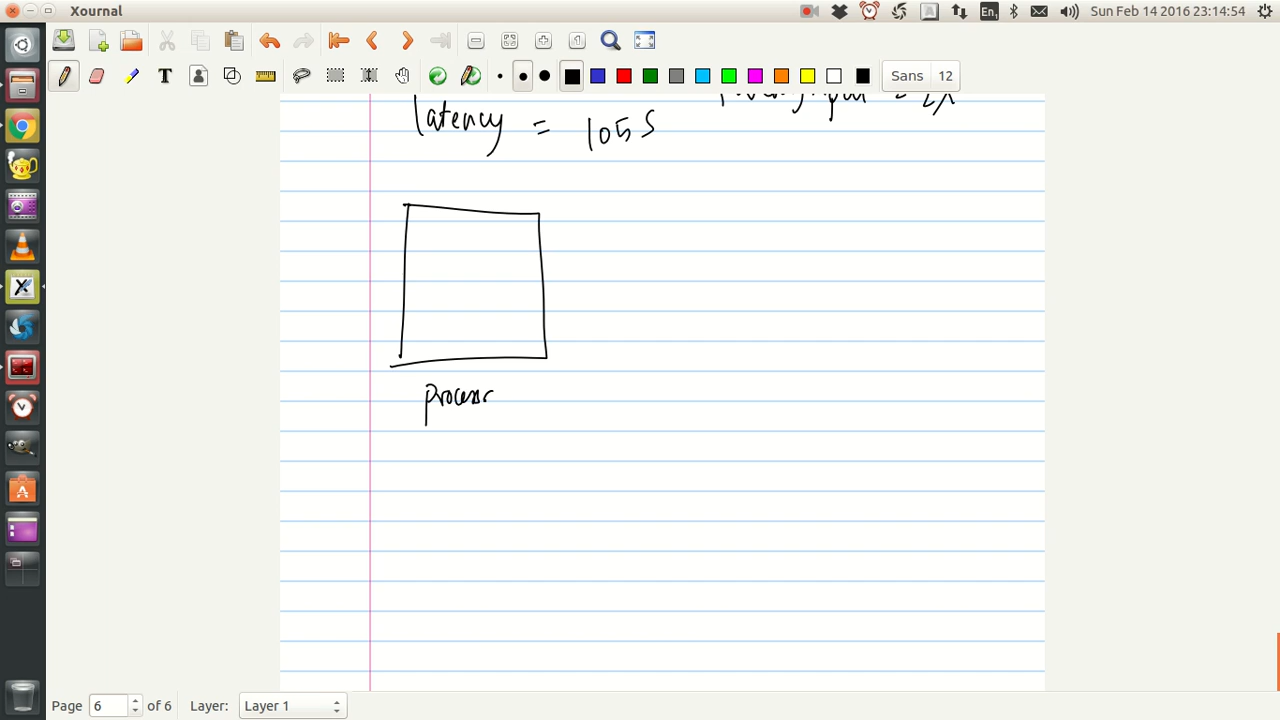 Xournal
En
Sun Feb 14 2016 23:14:54
T
Sans 12
latency = 105 S
Page 6 of 6 Layer: Layer 1